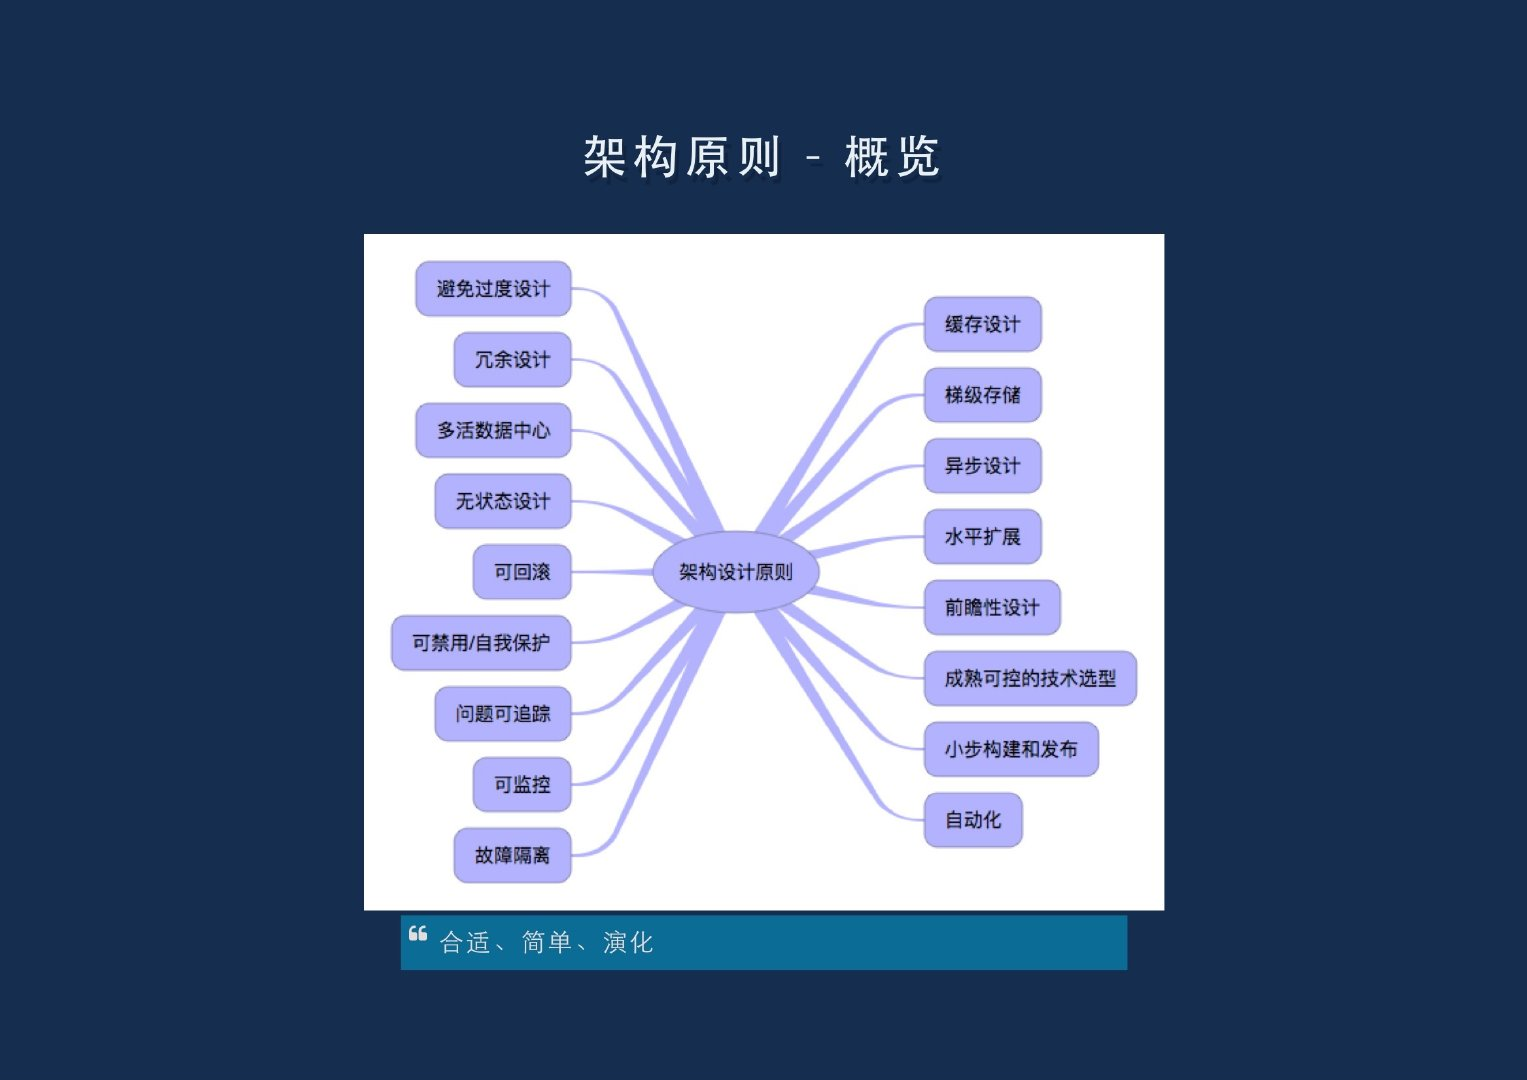 架构原则 - 概览
避免过度设计
冗余设计
多活数据中心
无状态设计
可回滚
可禁用/自我保护
问题可追踪
可监控
故障隔离
架构设计原则
缓存设计
梯级存储
异步设计
水平扩展
前瞻性设计
成熟可控的技术选型
小步构建和发布
自动化
“ 合适、简单、演化